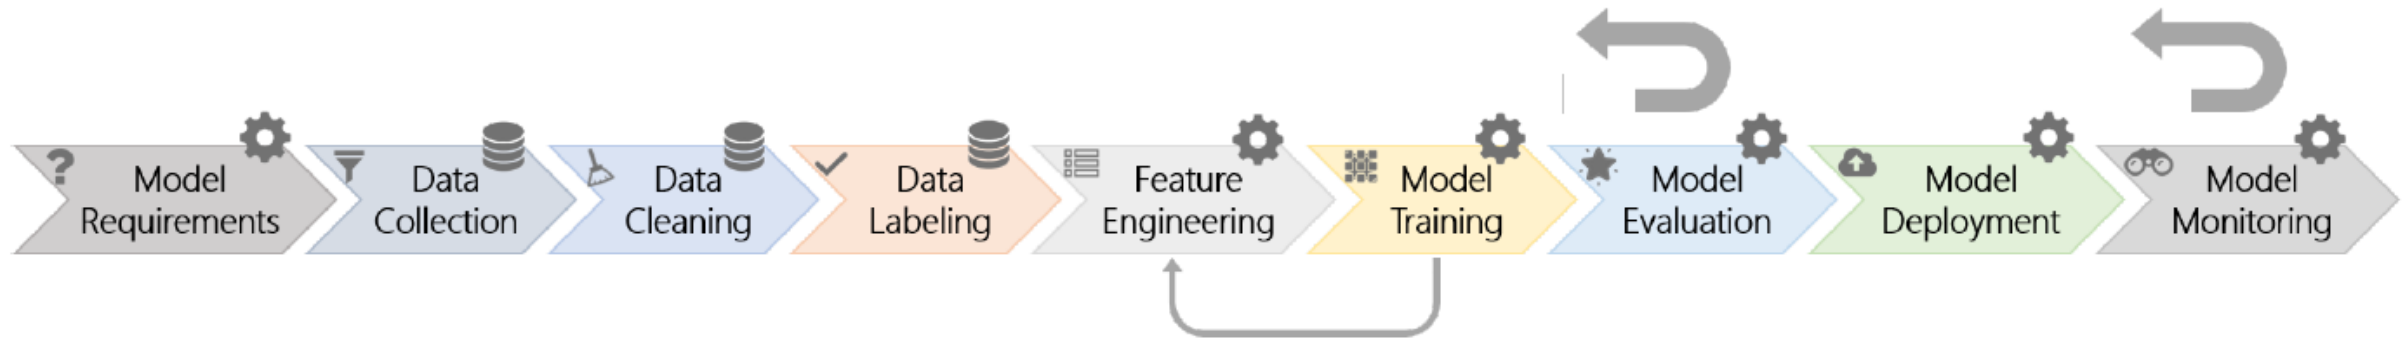 Model
Requirements
Data
Collection
Data
Cleaning
Data
Labeling
Feature
Engineering
Model
Training
Model
Evaluation
Model
Deployment
Model
Monitoring